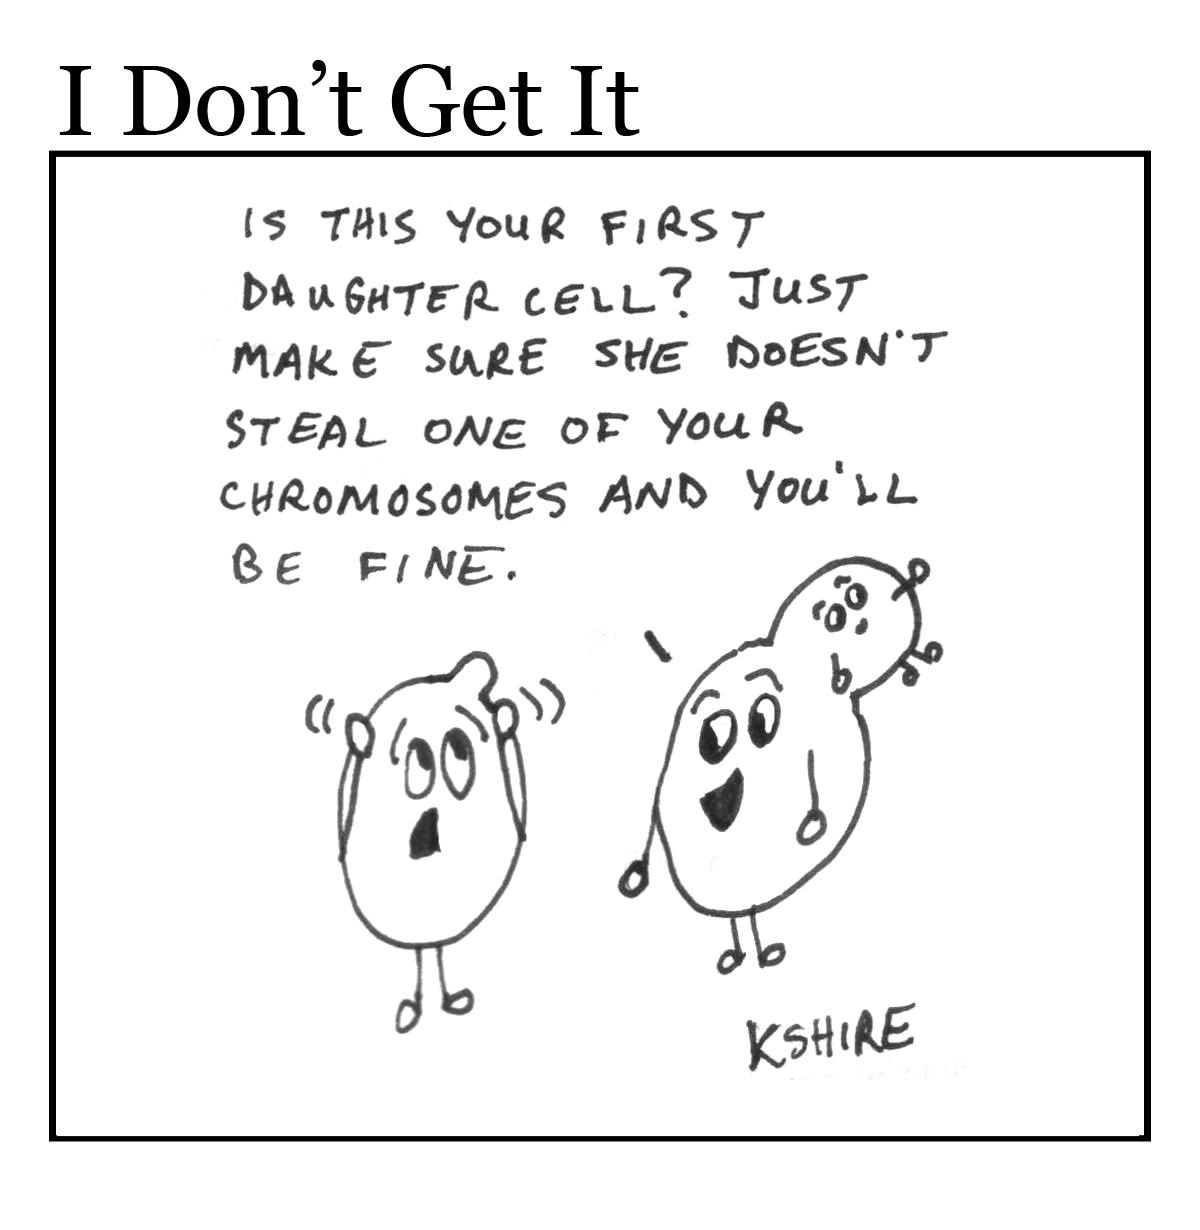 I Don’t Get It
IS THIS YOUR FIRST
DAUGHTER CELL? JUST
MAKE SURE SHE DOESN'T
STEAL ONE OF YOUR
CHROMOSOMES AND YOU'LL
BE FINE.
KSHIRE